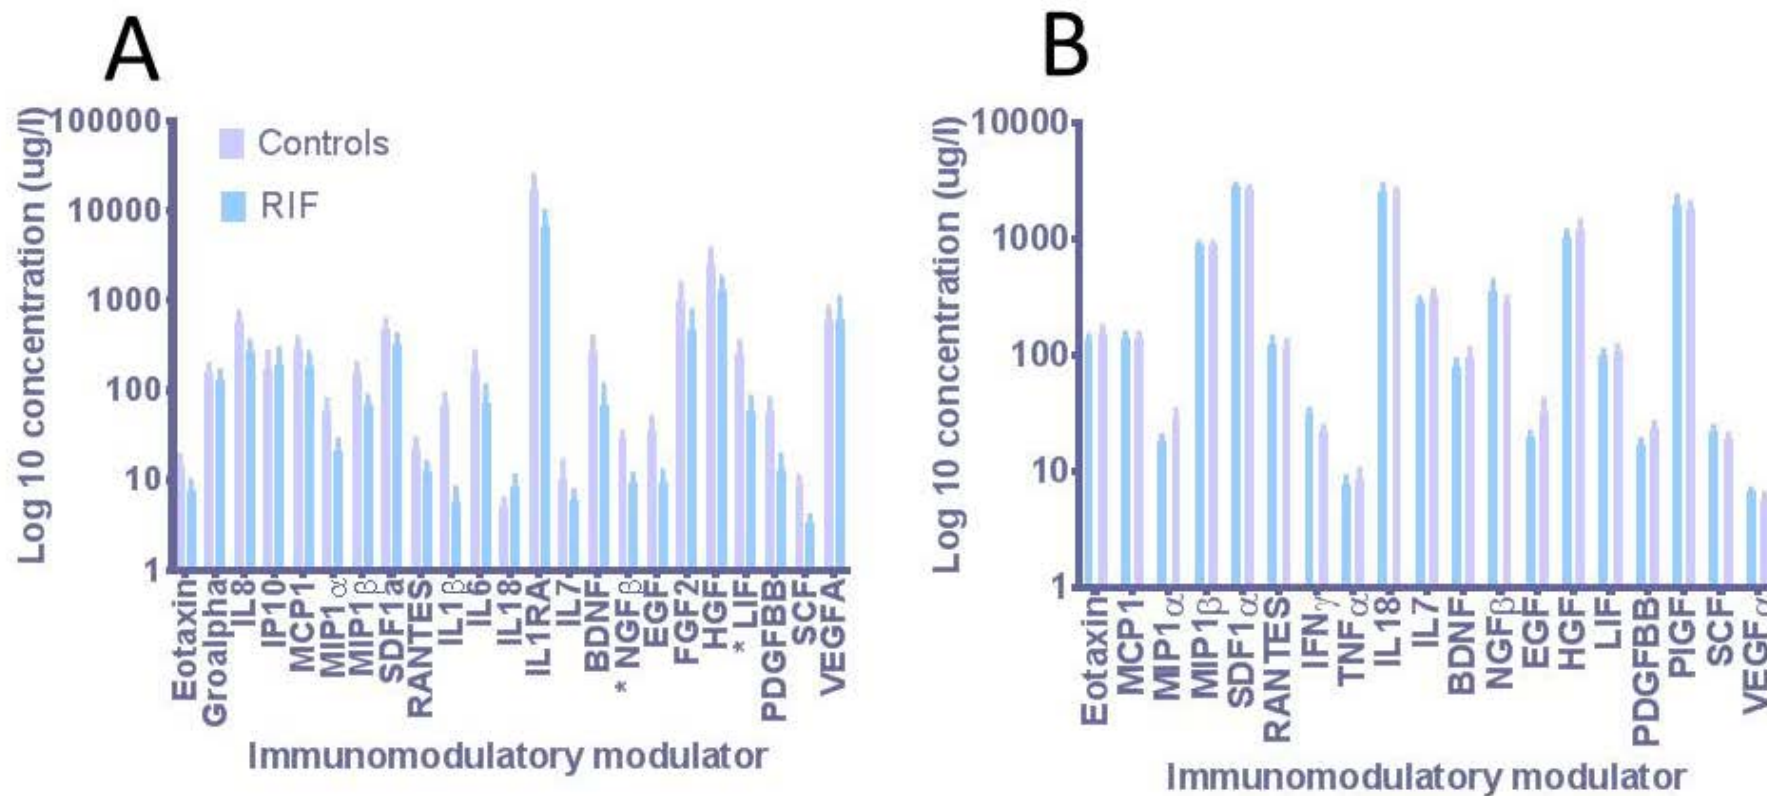 A
Log 10 concentration (ug/l)
100000
10000
1000
100
10
1
Controls
RIF
Eotaxin
Groalpha
IL8
IP10
MCP1
MIP1α
MIP1β
SDF1a
RANTES
IL1β
IL6
IL18
IL1RA
IL7
BDNF
* NGFβ
EGF
FGF2
HGF
* LIF
PDGFBB
SCF
VEGFA
Immunomodulatory modulator
B
Log 10 concentration (ug/l)
10000
1000
100
10
1
Eotaxin
MCP1
MIP1α
MIP1β
SDF1α
RANTES
IFNγ
TNFα
IL18
IL7
BDNF
NGFβ
EGF
HGF
LIF
PDGFBB
PIGF
SCF
VEGFα
Immunomodulatory modulator